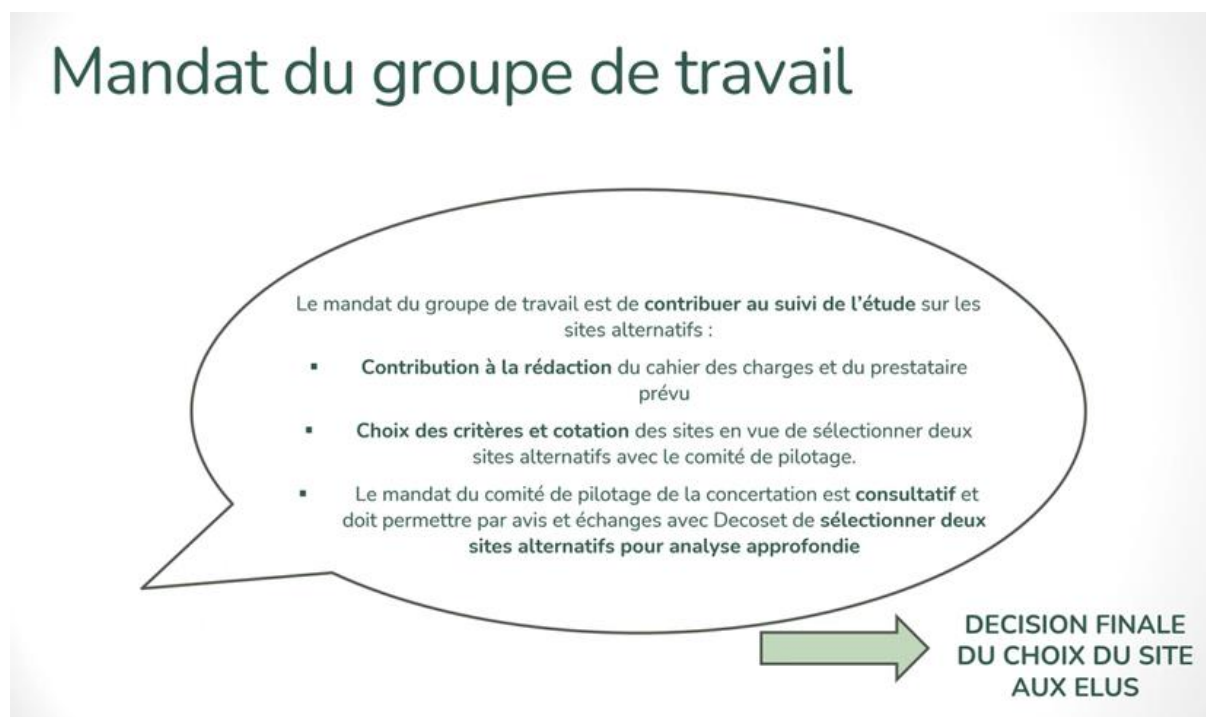 Mandat du groupe de travail
Le mandat du groupe de travail est de contribuer au suivi de l'étude sur les
sites alternatifs :
▪ Contribution à la rédaction du cahier des charges et du prestataire
prévu
▪ Choix des critères et cotation des sites en vue de sélectionner deux
sites alternatifs avec le comité de pilotage.
▪ Le mandat du comité de pilotage de la concertation est consultatif et
doit permettre par avis et échanges avec Decoset de sélectionner deux
sites alternatifs pour analyse approfondie
DECISION FINALE
DU CHOIX DU SITE
AUX ELUS